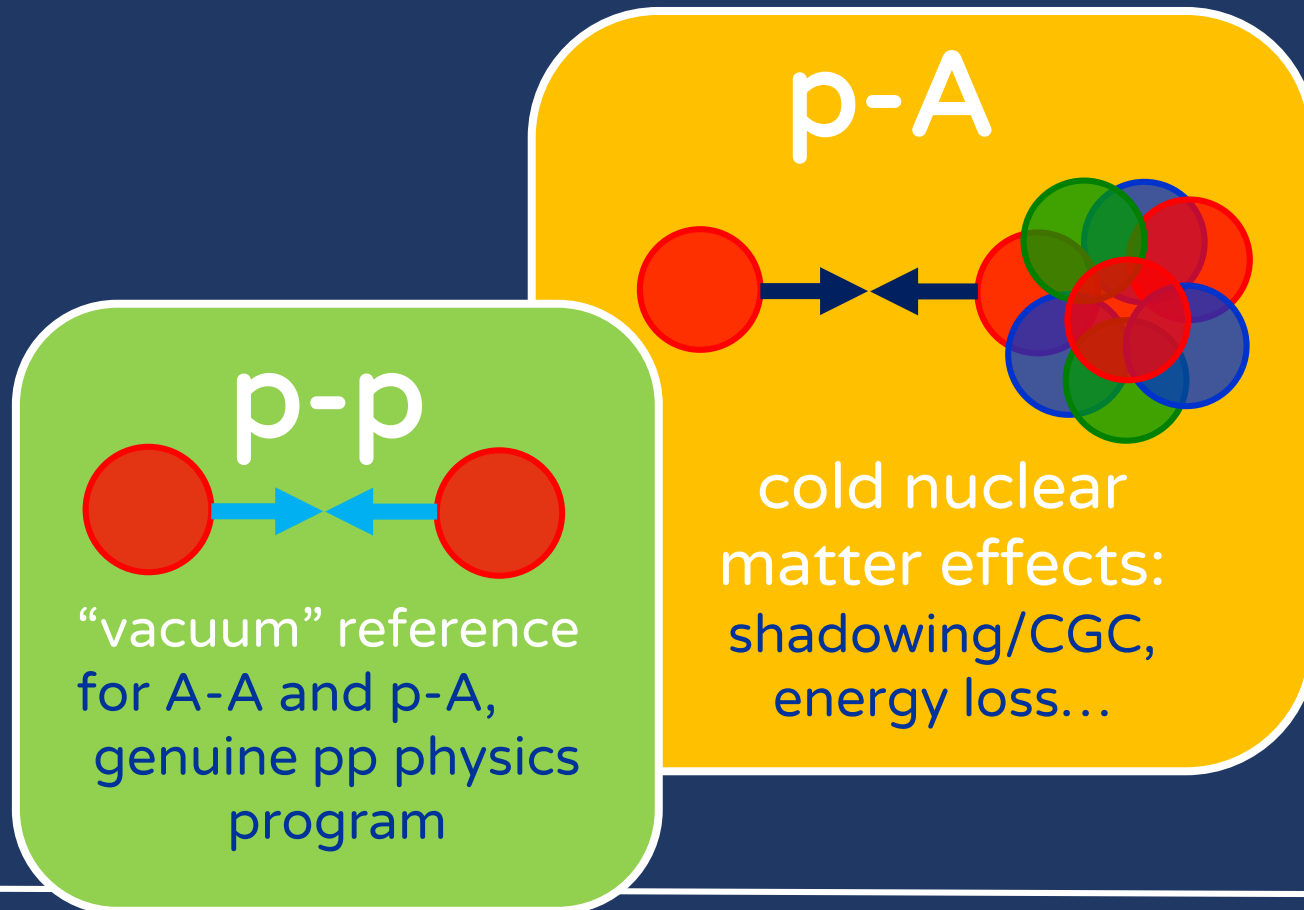 p-A
cold nuclear
matter effects:
shadowing/CGC,
energy loss…
p-p
“vacuum” reference
for A-A and p-A,
genuine pp physics
program